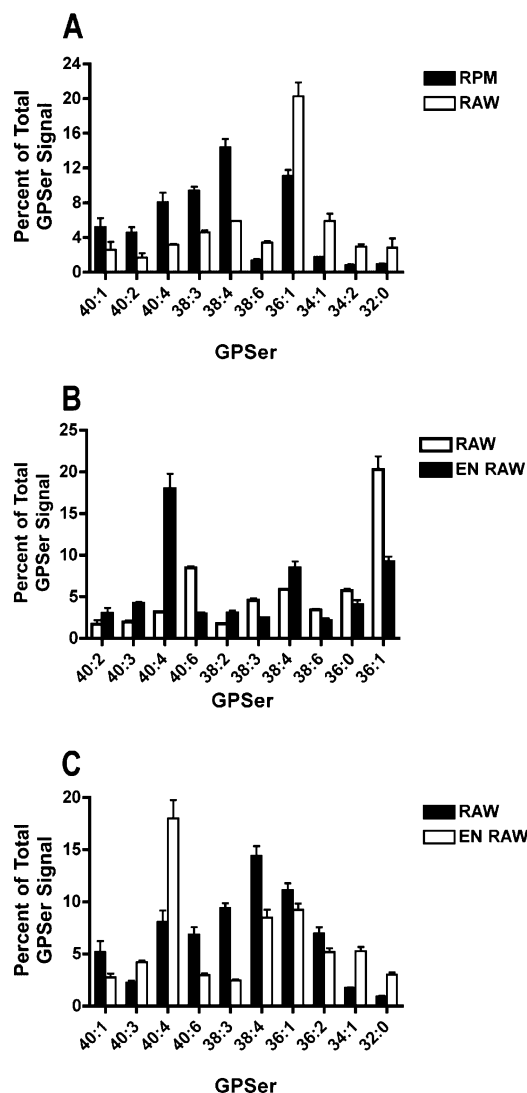 A
Percent of Total
GPSer Signal
24
20
16
12
8
4
0
RPM
RAW
40:1 40:2 40:4 38:3 38:4 38:6 36:1 34:1 34:2 32:0
GPSer
B
Percent of Total
GPSer Signal
25
20
15
10
5
0
RAW
EN RAW
40:2 40:3 40:4 40:6 38:2 38:3 38:4 38:6 36:0 36:1
GPSer
C
Percent of Total
GPSer Signal
20
15
10
5
0
RAW
EN RAW
40:1 40:3 40:4 40:6 38:3 38:4 36:1 36:2 34:1 32:0
GPSer